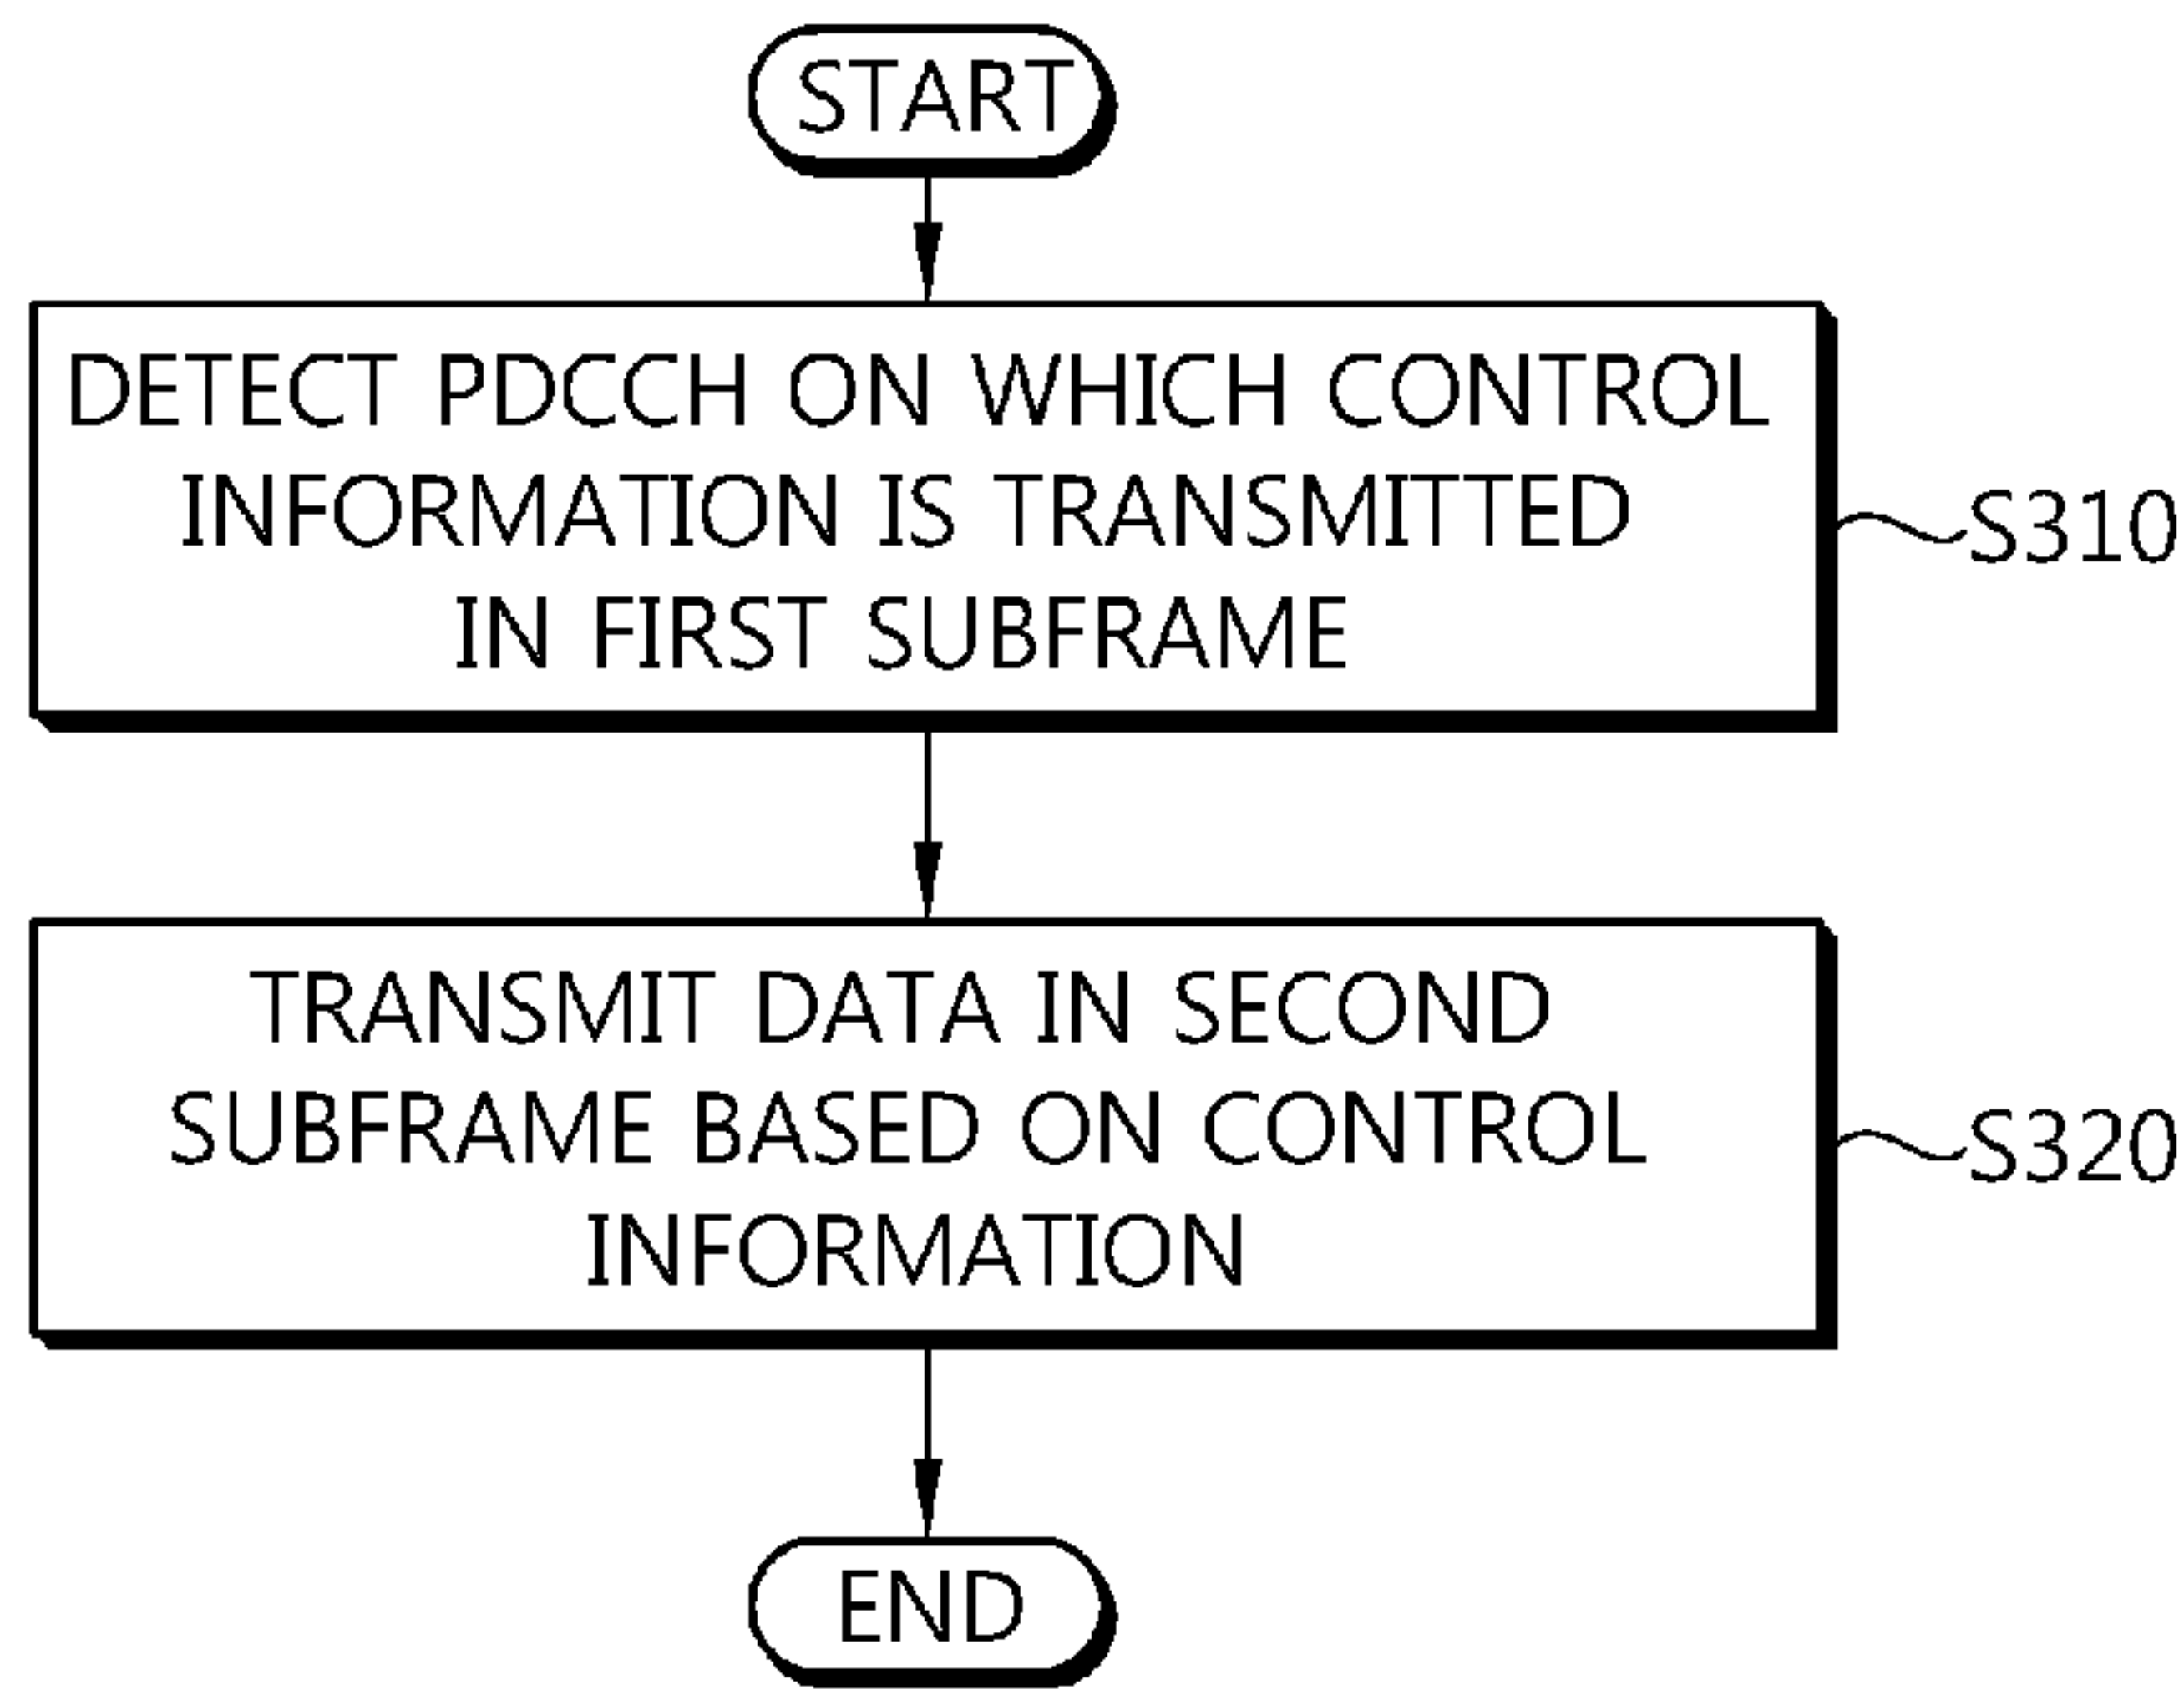 START
DETECT PDCCH ON WHICH CONTROL
INFORMATION IS TRANSMITTED
IN FIRST SUBFRAME
S310
TRANSMIT DATA IN SECOND
SUBFRAME BASED ON CONTROL
INFORMATION
S320
END